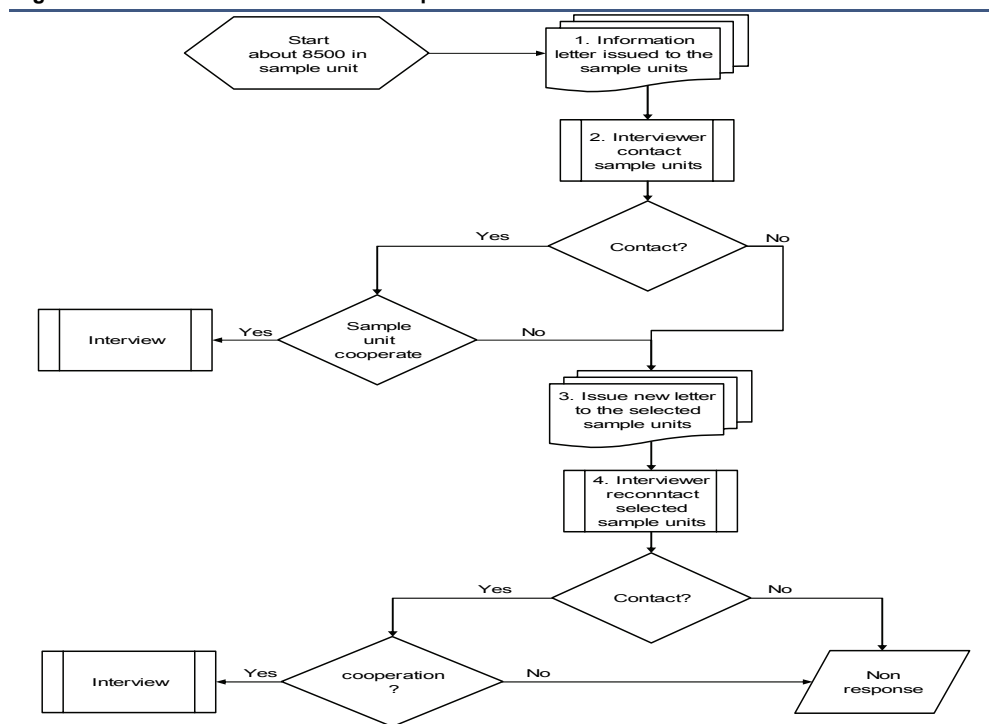 Start
about 8500 in
sample unit
1. Information
letter issued to the
sample units
2. Interviewer
contact
sample units
Contact?
Yes
No
Sample
unit
cooperate
Yes
No
Interview
3. Issue new letter
to the selected
sample units
4. Interviewer
reconntact
selected
sample units
Contact?
Yes
No
cooperation
?
Yes
No
Interview
Non
response